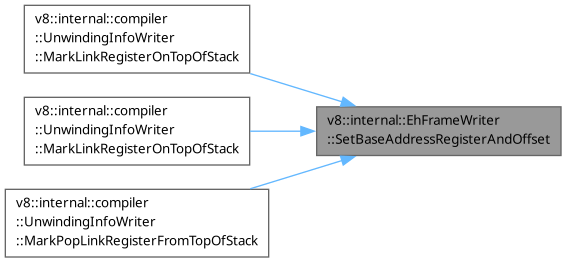 v8::internal::compiler
::UnwindingInfoWriter
::MarkLinkRegisterOnTopOfStack
v8::internal::compiler
::UnwindingInfoWriter
::MarkLinkRegisterOnTopOfStack
v8::internal::EhFrameWriter
::SetBaseAddressRegisterAndOffset
v8::internal::compiler
::UnwindingInfoWriter
::MarkPopLinkRegisterFromTopOfStack